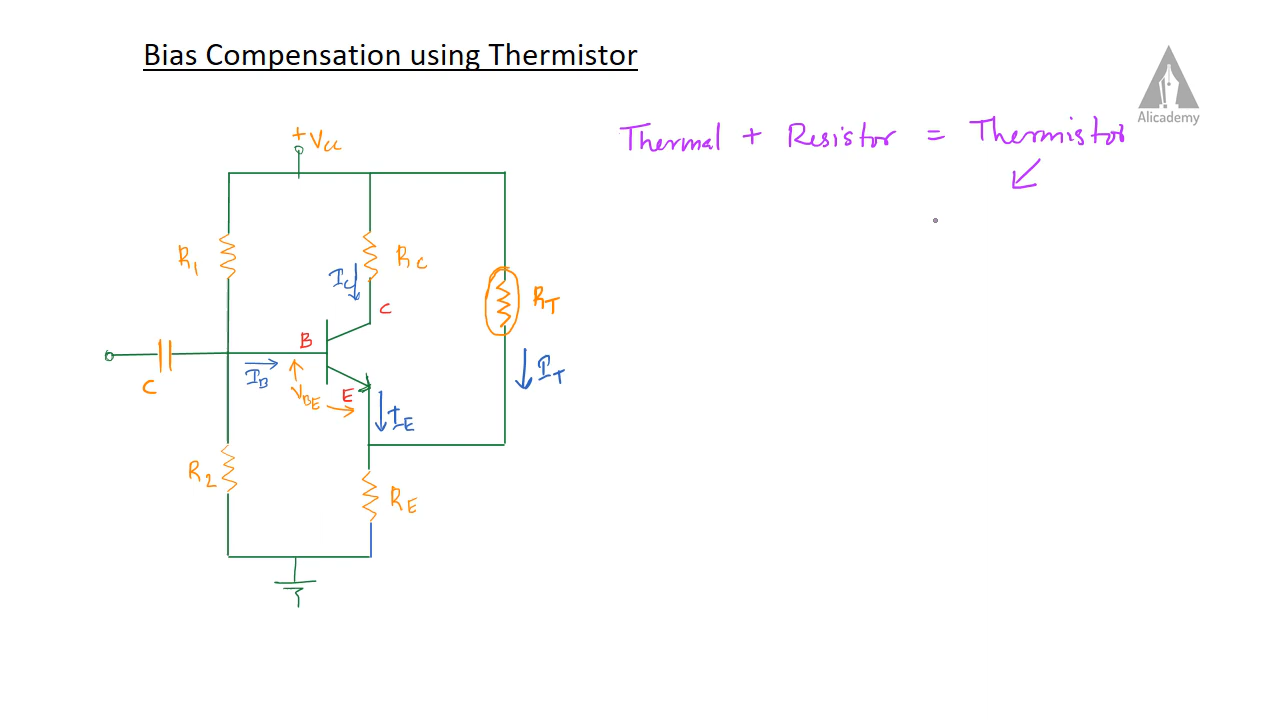 Bias Compensation using Thermistor
Alicademy
Thermal + Resistor = Thermistor
+ VCC
R1
RC
IC
C
RT
B
IB
VBE
E
IE
IT
C
R2
RE